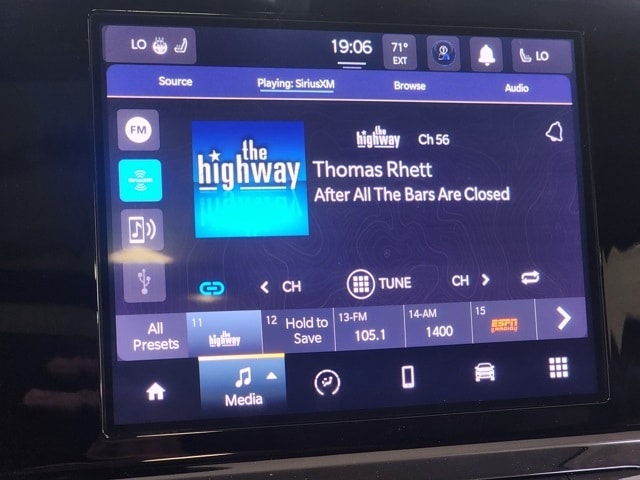 LO
19:06
71°
EXT
LO
Source
Playing: SiriusXM
Browse
Audio
FM
the
highway
the
highway
Ch 56
Thomas Rhett
After All The Bars Are Closed
CH
TUNE
CH
All
Presets
11
the
highway
12
Hold to
Save
13-FM
105.1
14-AM
1400
15
ESPN
Media